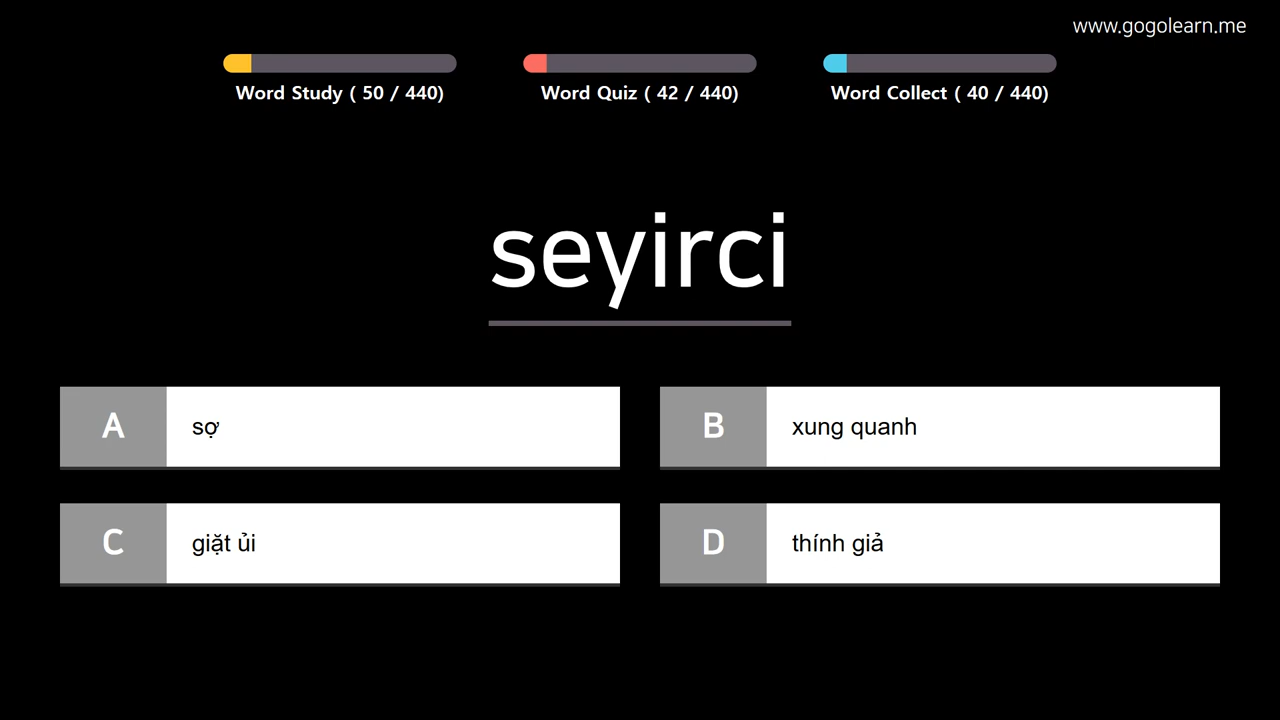 www.gogolearn.me
Word Study ( 50 / 440)
Word Quiz ( 42 / 440)
Word Collect ( 40 / 440)
seyirci
A
sợ
B
xung quanh
C
giặt ủi
D
thính giả